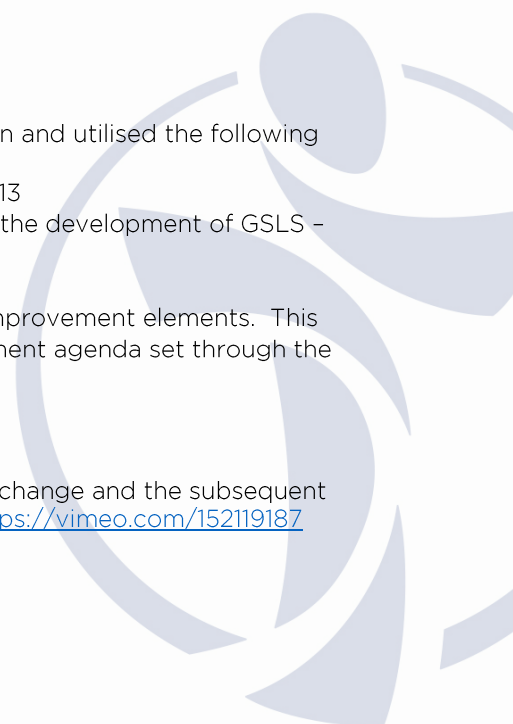 n and utilised the following
13
the development of GSLS –
nprovement elements.  This
nent agenda set through the
change and the subsequent
ps://vimeo.com/152119187